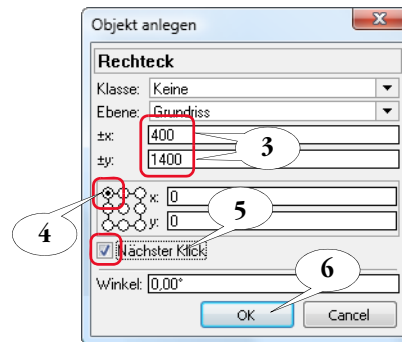 Objekt anlegen
Rechteck
Klasse: Keine
Ebene: Grundriss
±x: 400
3
±y: 1400
x: 0
4
y: 0
5
Nächster Klick
6
Winkel: 0,00°
OK Cancel